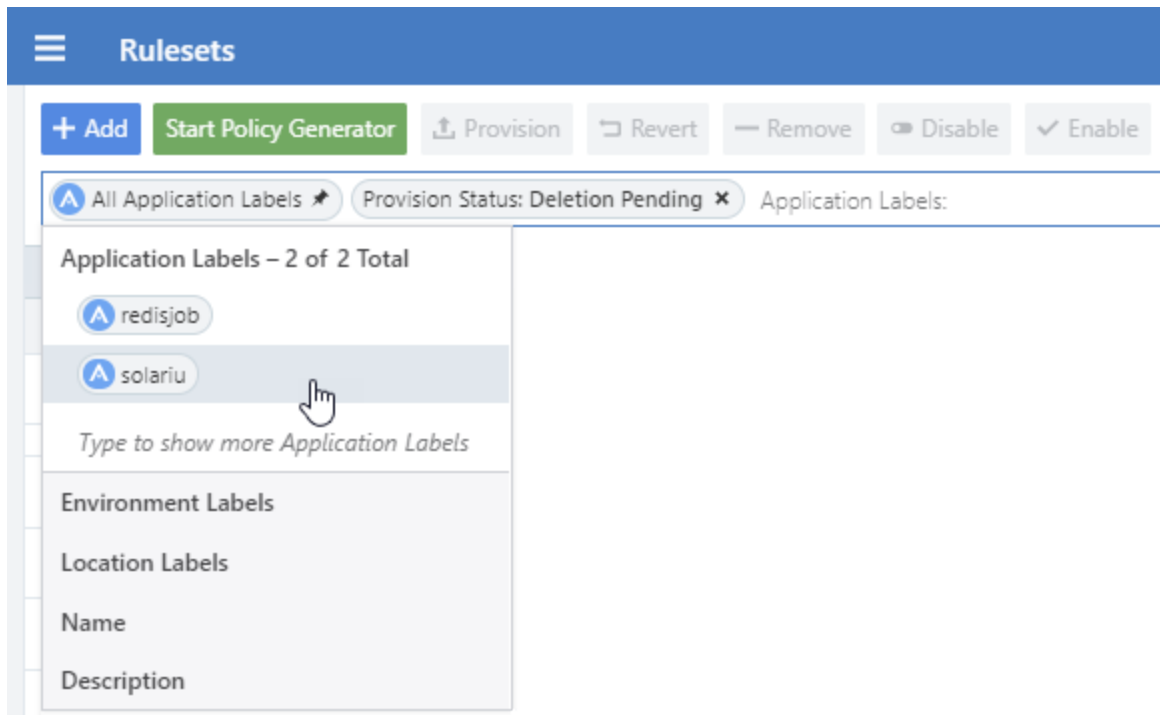 Rulesets
+ Add Start Policy Generator Provision Revert Remove Disable Enable
All Application Labels Provision Status: Deletion Pending × Application Labels:
Application Labels – 2 of 2 Total
redisjob
solariu
Type to show more Application Labels
Environment Labels
Location Labels
Name
Description